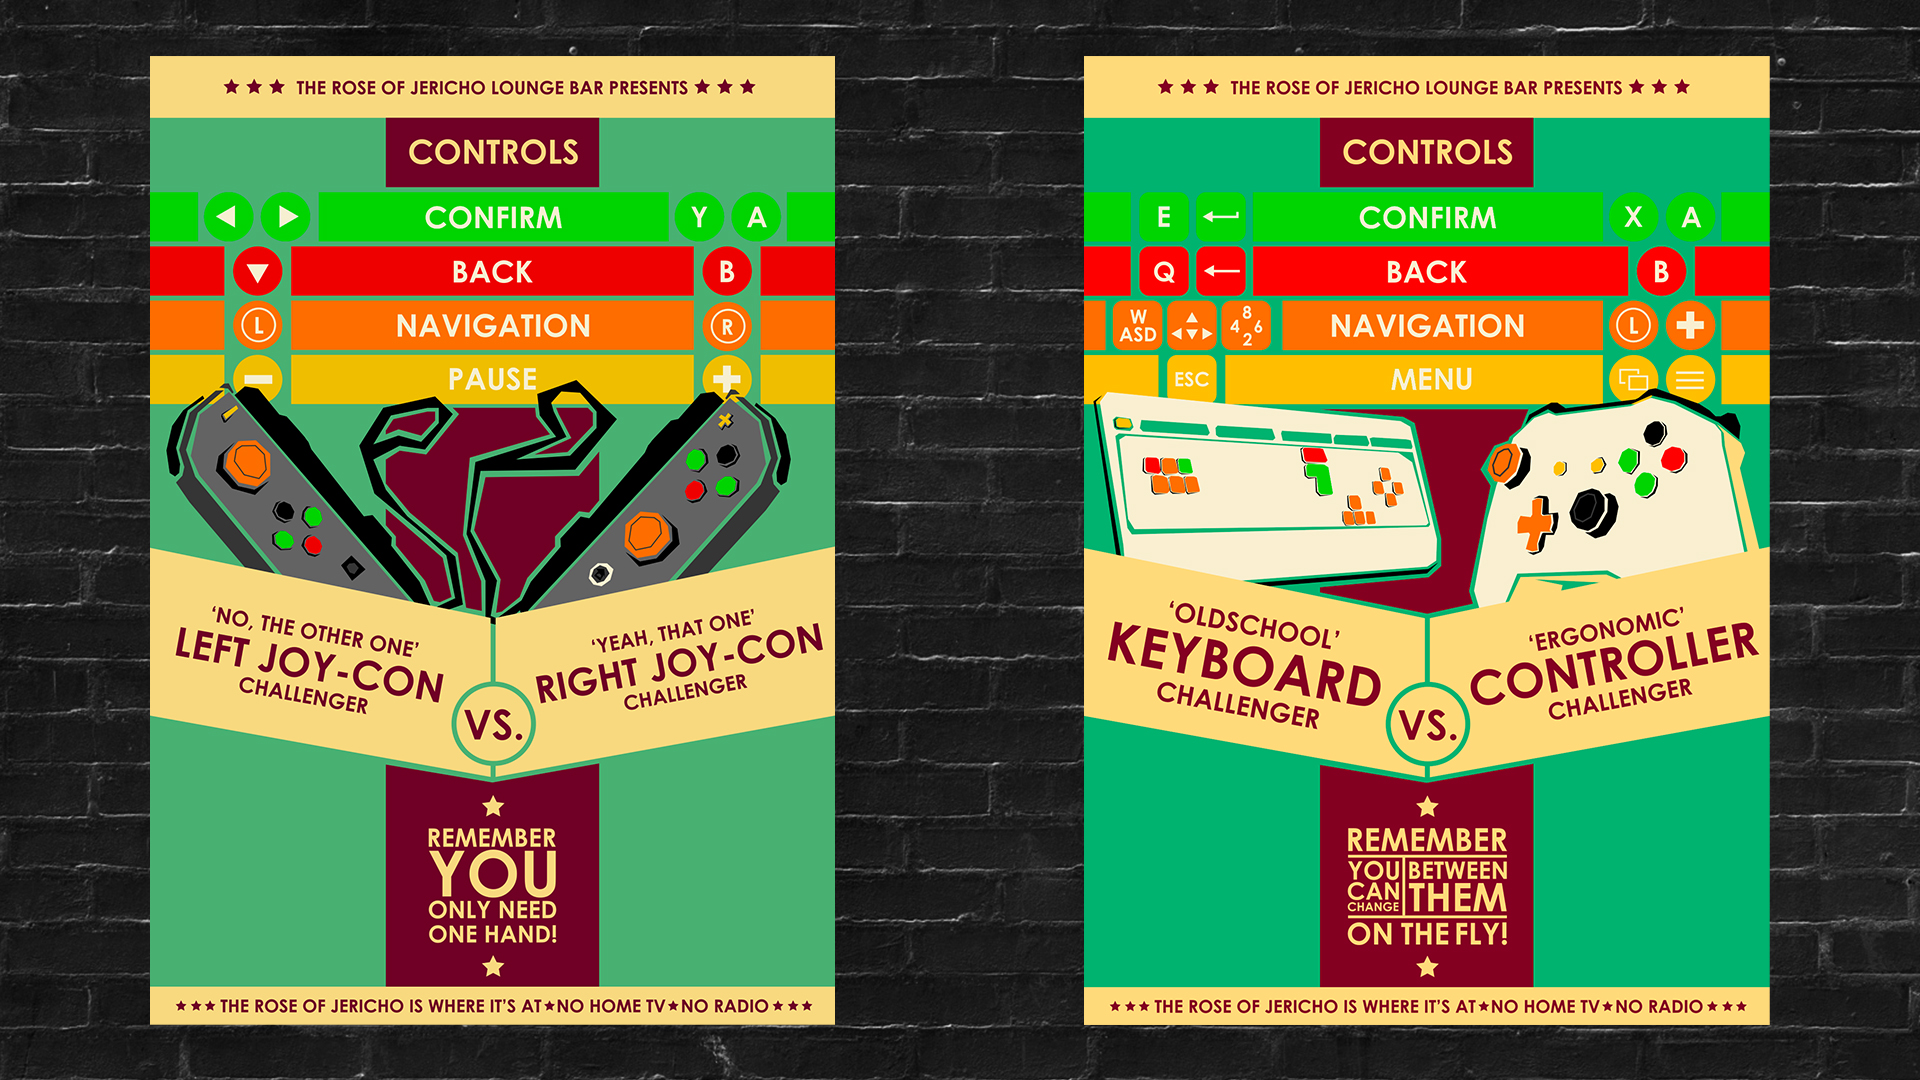 ★ ★ ★ THE ROSE OF JERICHO LOUNGE BAR PRESENTS ★ ★ ★
CONTROLS
◀ ▶ CONFIRM Y A
▼ BACK B
L NAVIGATION R
− PAUSE +
‘NO, THE OTHER ONE’
LEFT JOY-CON
CHALLENGER
VS.
‘YEAH, THAT ONE’
RIGHT JOY-CON
CHALLENGER
★
REMEMBER
YOU
ONLY NEED
ONE HAND!
★
★★★ THE ROSE OF JERICHO IS WHERE IT'S AT★NO HOME TV★NO RADIO ★★★
★ ★ ★ THE ROSE OF JERICHO LOUNGE BAR PRESENTS ★ ★ ★
CONTROLS
E ↵ CONFIRM X A
Q ← BACK B
W
ASD
▲
◀▼▶
8
4 6
2
NAVIGATION L +
ESC MENU
‘OLDSCHOOL’
KEYBOARD
CHALLENGER
VS.
‘ERGONOMIC’
CONTROLLER
CHALLENGER
★
REMEMBER
YOU
CAN
CHANGE
BETWEEN
THEM
ON THE FLY!
★
★★★ THE ROSE OF JERICHO IS WHERE IT'S AT★NO HOME TV★NO RADIO ★★★